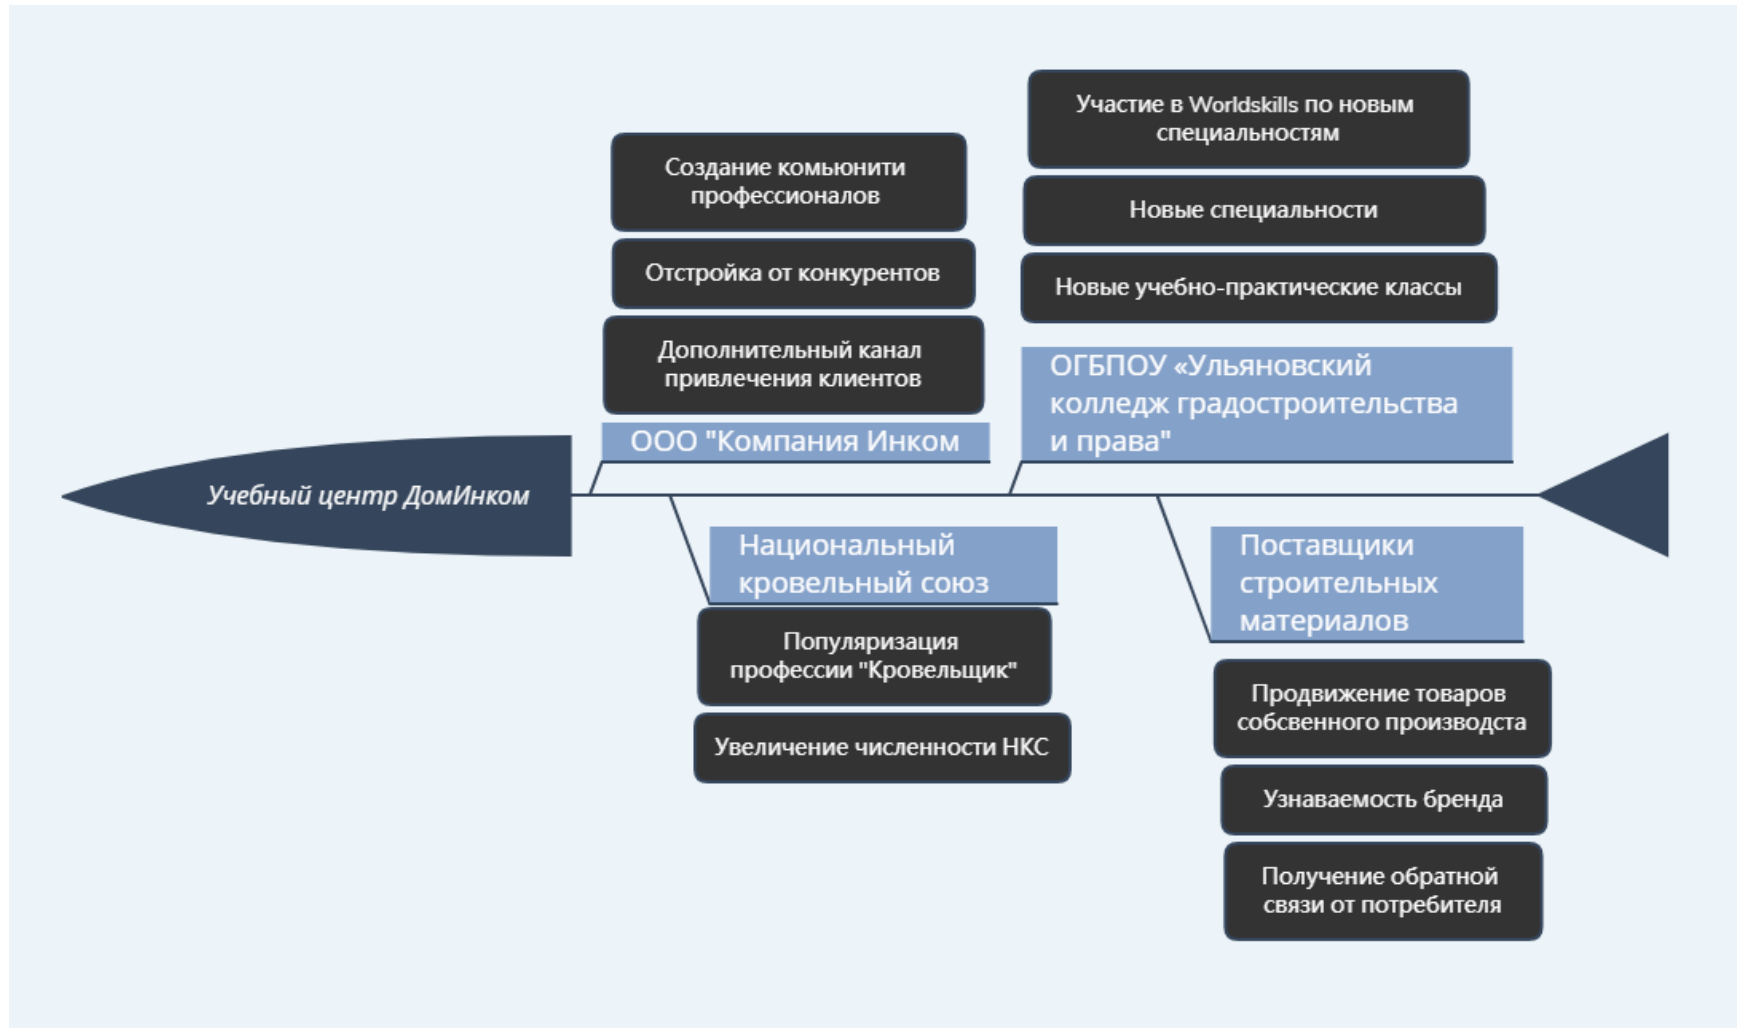 Участие в Worldskills по новым
специальностям
Новые специальности
Новые учебно-практические классы
ОГБПОУ «Ульяновский
колледж градостроительства
и права"
Создание комьюнити
профессионалов
Отстройка от конкурентов
Дополнительный канал
привлечения клиентов
ООО "Компания Инком
Учебный центр ДомИнком
Национальный
кровельный союз
Популяризация
профессии "Кровельщик"
Увеличение численности НКС
Поставщики
строительных
материалов
Продвижение товаров
собсвенного производста
Узнаваемость бренда
Получение обратной
связи от потребителя